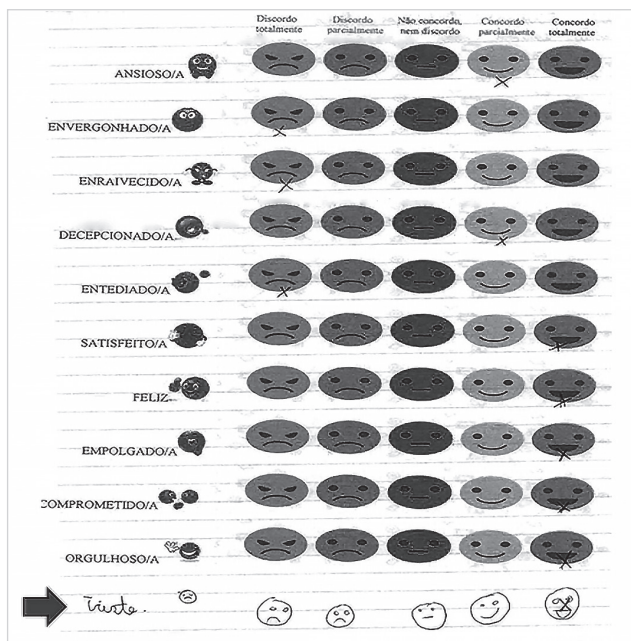 Discordo totalmente
Discordo parcialmente
Não concordo, nem discordo
Concordo parcialmente
Concordo totalmente
ANSIOSO/A
ENVERGONHADO/A
ENRAIVECIDO/A
DECEPCIONADO/A
ENTEDIADO/A
SATISFEITO/A
FELIZ
EMPOLGADO/A
COMPROMETIDO/A
ORGULHOSO/A
Triste.